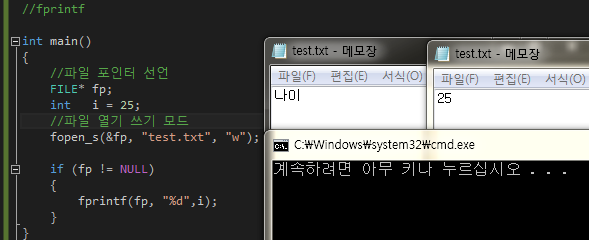 //fprintf
int main()
{
//파일 포인터 선언
FILE* fp;
int i = 25;
//파일 열기 쓰기 모드
fopen_s(&fp, "test.txt", "w");
if (fp != NULL)
{
fprintf(fp, "%d",i);
}
}
test.txt - 메모장
파일(F) 편집(E) 서식(O)
나이
test.txt - 메모장
파일(F) 편집(E) 서식(O)
25
C:\Windows\system32\cmd.exe
계속하려면 아무 키나 누르십시오 . . .